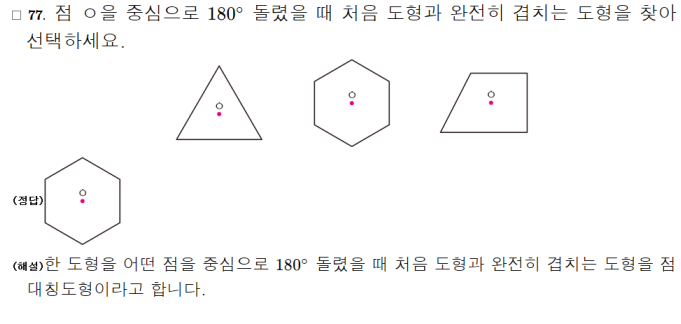 □ 77. 점 ㅇ을 중심으로 180° 돌렸을 때 처음 도형과 완전히 겹치는 도형을 찾아
선택하세요.
ㅇ ㅇ ㅇ
(정답) ㅇ
(해설)한 도형을 어떤 점을 중심으로 180° 돌렸을 때 처음 도형과 완전히 겹치는 도형을 점
대칭도형이라고 합니다.